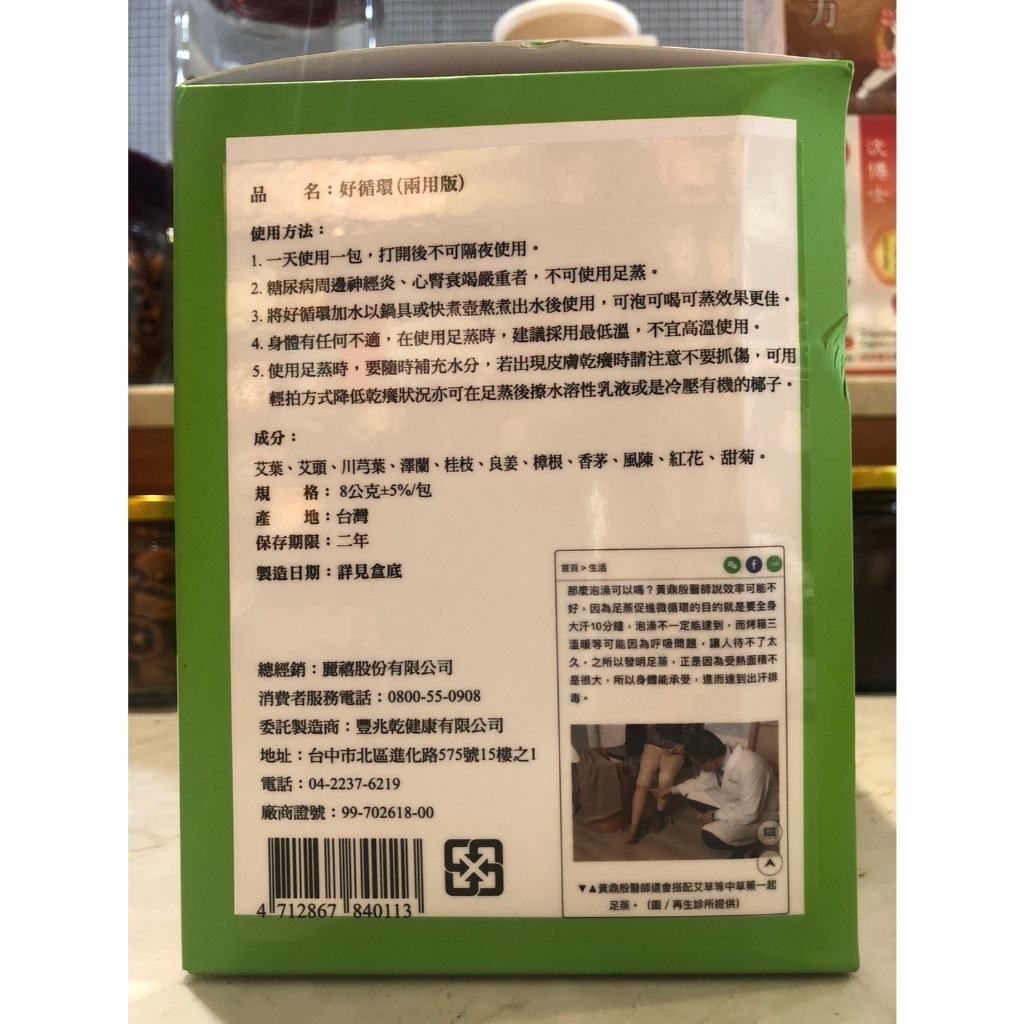 力
沈博士
品 名：好循環(兩用版)
使用方法：
1. 一天使用一包，打開後不可隔夜使用。
2. 糖尿病周邊神經炎、心腎衰竭嚴重者，不可使用足蒸。
3. 將好循環加水以鍋具或快煮壺熬煮出水後使用，可泡可喝可蒸效果更佳。
4. 身體有任何不適，在使用足蒸時，建議採用最低溫，不宜高溫使用。
5. 使用足蒸時，要隨時補充水分，若出現皮膚乾癢時請注意不要抓傷，可用
輕拍方式降低乾癢狀況亦可在足蒸後擦水溶性乳液或是冷壓有機的椰子。
成分：
艾葉、艾頭、川芎葉、澤蘭、桂枝、良姜、樟根、香茅、風陳、紅花、甜菊。
規 格：8公克±5%/包
產 地：台灣
保存期限：二年
製造日期：詳見盒底
總經銷：麗禧股份有限公司
消費者服務電話：0800-55-0908
委託製造商：豐兆乾健康有限公司
地址：台中市北區進化路575號15樓之1
電話：04-2237-6219
廠商證號：99-702618-00
4 712867 840113
首頁 > 生活
那麼泡澡可以嗎？黃鼎殷醫師說效率可能不
好，因為足蒸促進微循環的目的就是要全身
大汗10分鐘，泡澡不一定能達到，而烤箱三
溫暖等可能因為呼吸問題，讓人待不了太
久，之所以發明足蒸，正是因為受熱面積不
是很大，所以身體能承受，進而達到出汗排
毒。
▼▲黃鼎殷醫師還會搭配艾草等中草藥一起
足蒸。（圖／再生診所提供）